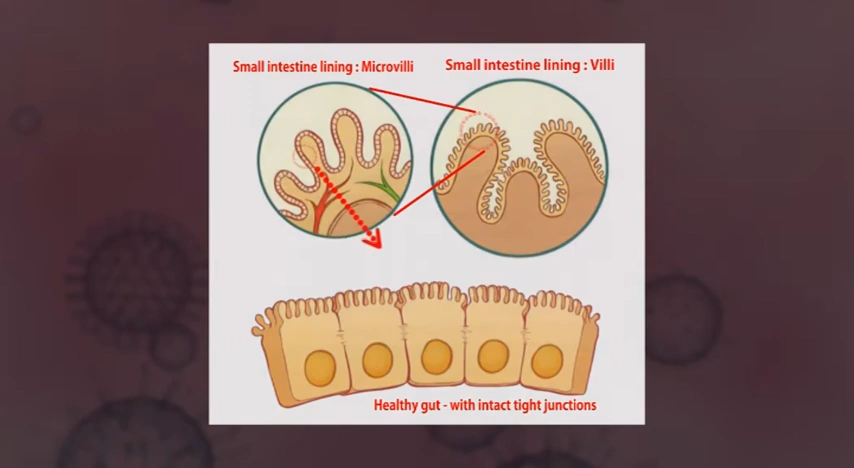 Small intestine lining : Microvilli
Small intestine lining : Villi
Healthy gut - with intact tight junctions